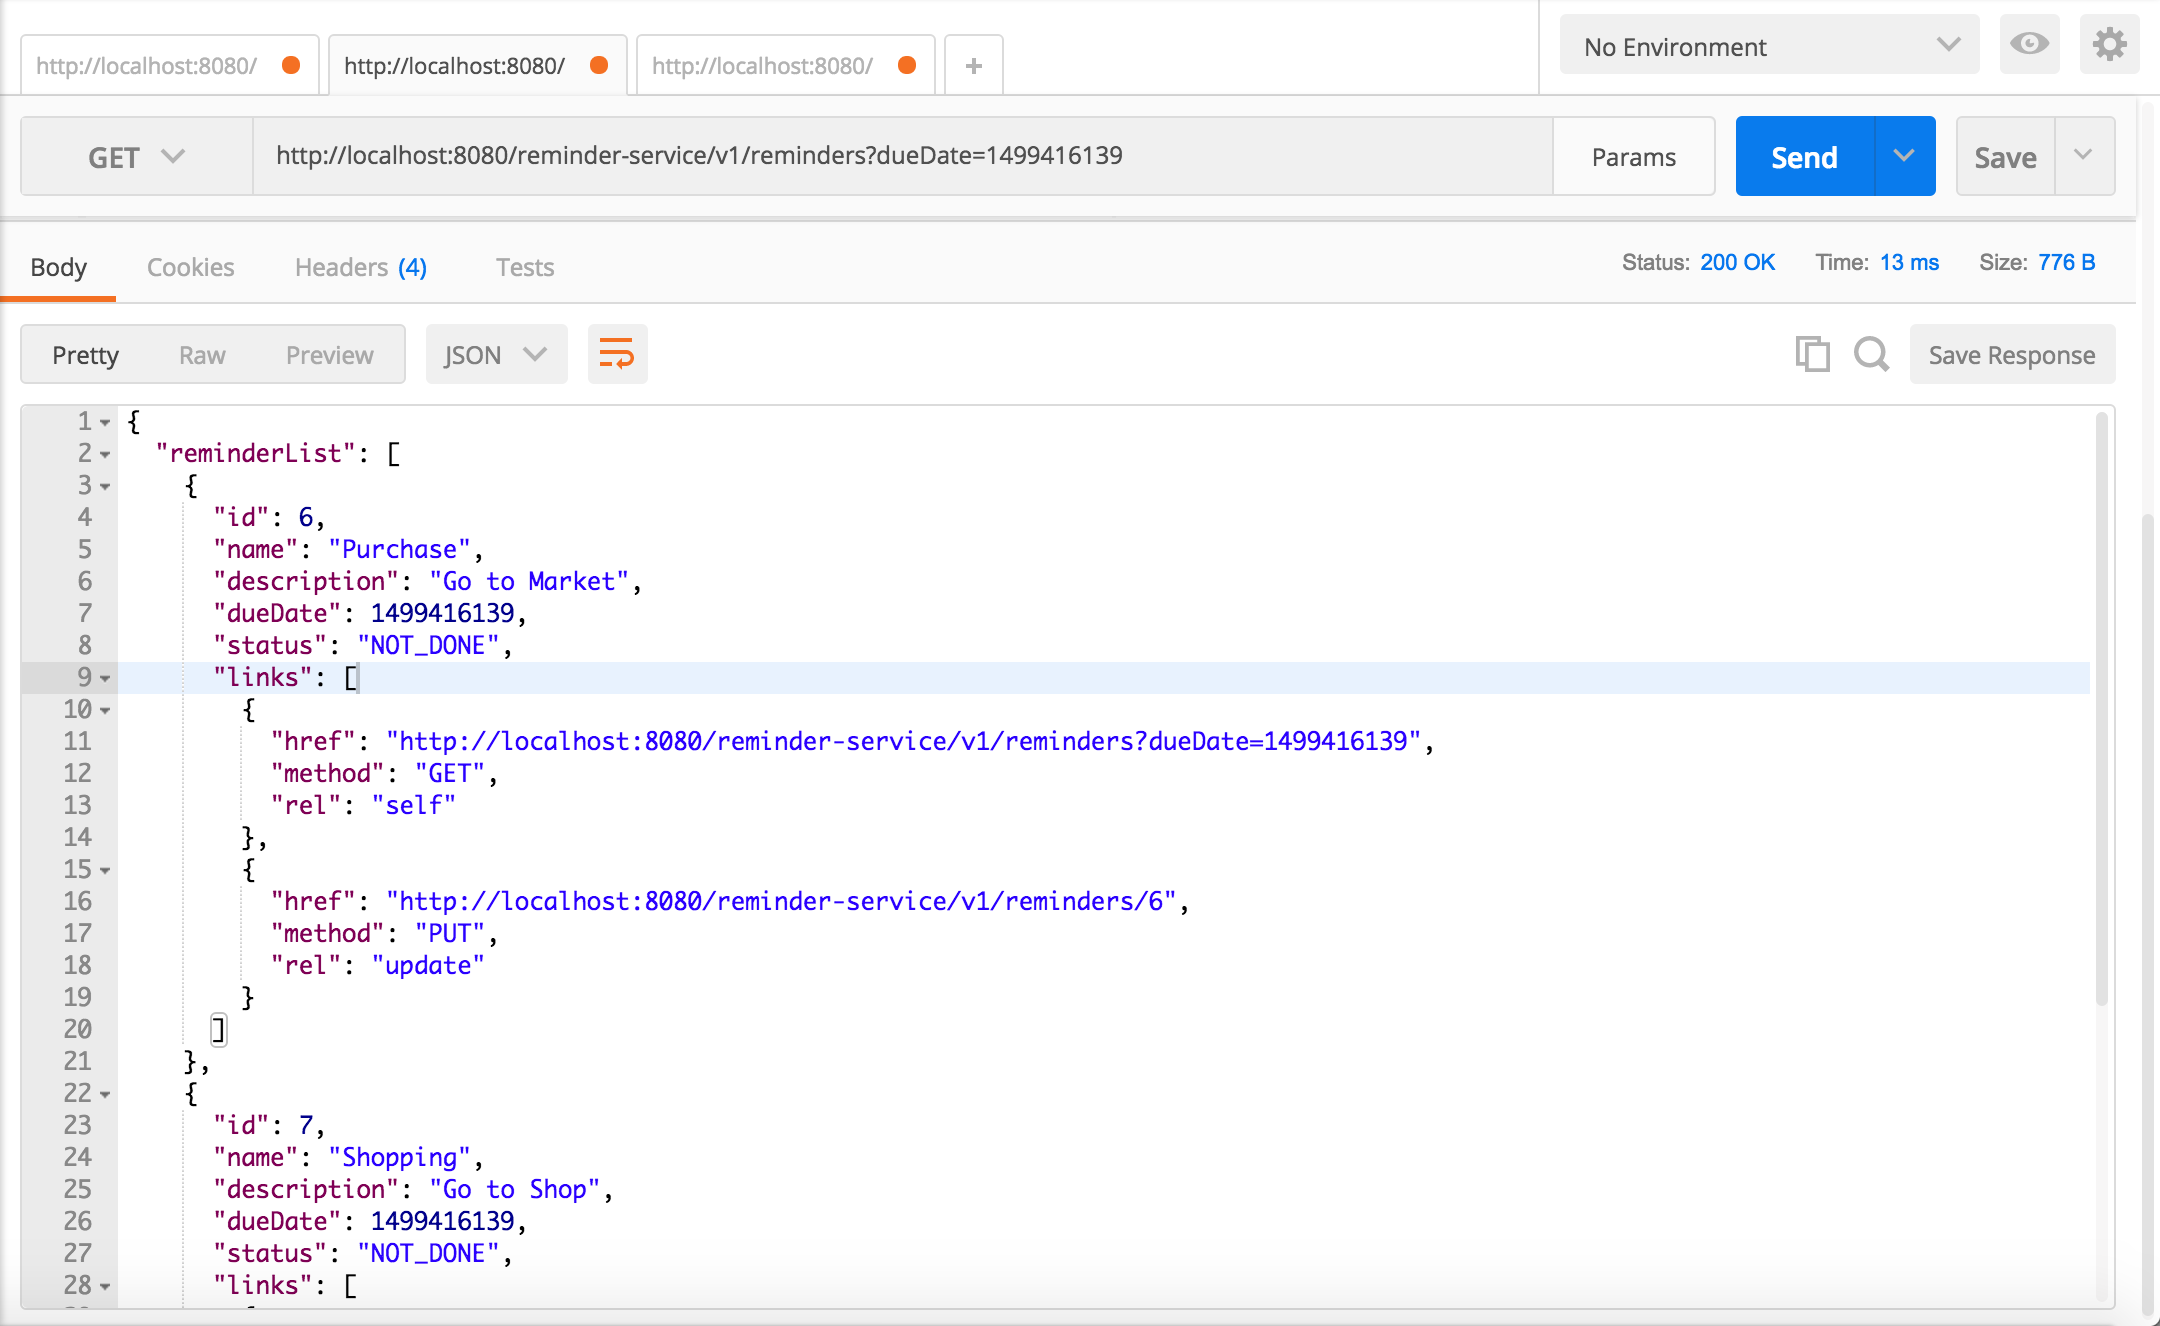 http://localhost:8080/ http://localhost:8080/ http://localhost:8080/ + No Environment
GET http://localhost:8080/reminder-service/v1/reminders?dueDate=1499416139 Params Send Save
Body Cookies Headers (4) Tests Status: 200 OK Time: 13 ms Size: 776 B
Pretty Raw Preview JSON Save Response
1 {
2 "reminderList": [
3 {
4 "id": 6,
5 "name": "Purchase",
6 "description": "Go to Market",
7 "dueDate": 1499416139,
8 "status": "NOT_DONE",
9 "links": [
10 {
11 "href": "http://localhost:8080/reminder-service/v1/reminders?dueDate=1499416139",
12 "method": "GET",
13 "rel": "self"
14 },
15 {
16 "href": "http://localhost:8080/reminder-service/v1/reminders/6",
17 "method": "PUT",
18 "rel": "update"
19 }
20 ]
21 },
22 {
23 "id": 7,
24 "name": "Shopping",
25 "description": "Go to Shop",
26 "dueDate": 1499416139,
27 "status": "NOT_DONE",
28 "links": [